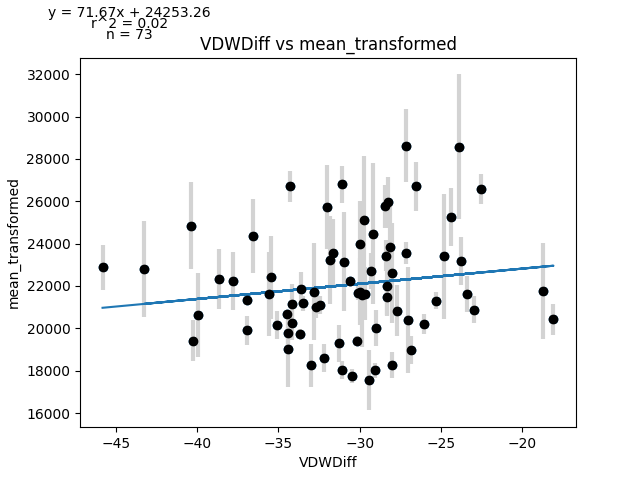 y = 71.67x + 24253.26
r^2 = 0.02
n = 73
VDWDiff vs mean_transformed
32000
30000
28000
26000
24000
22000
20000
18000
16000
mean_transformed
−45 −40 −35 −30 −25 −20
VDWDiff